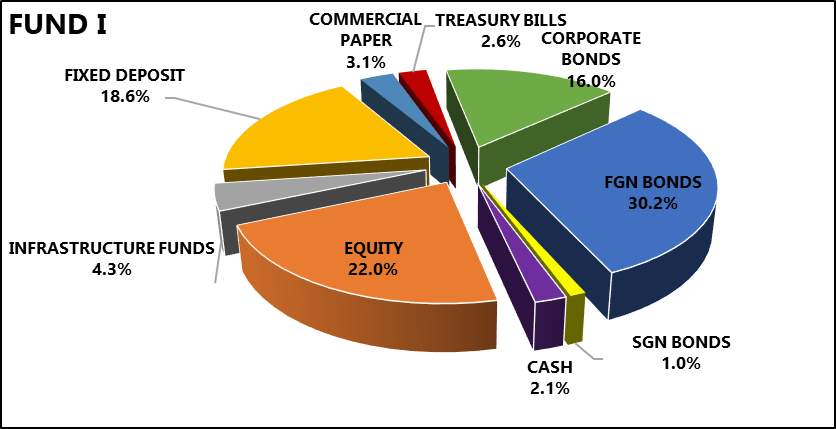 FUND I
COMMERCIAL
PAPER
3.1%
TREASURY BILLS
2.6%
CORPORATE
BONDS
16.0%
FIXED DEPOSIT
18.6%
FGN BONDS
30.2%
INFRASTRUCTURE FUNDS
4.3%
EQUITY
22.0%
SGN BONDS
1.0%
CASH
2.1%